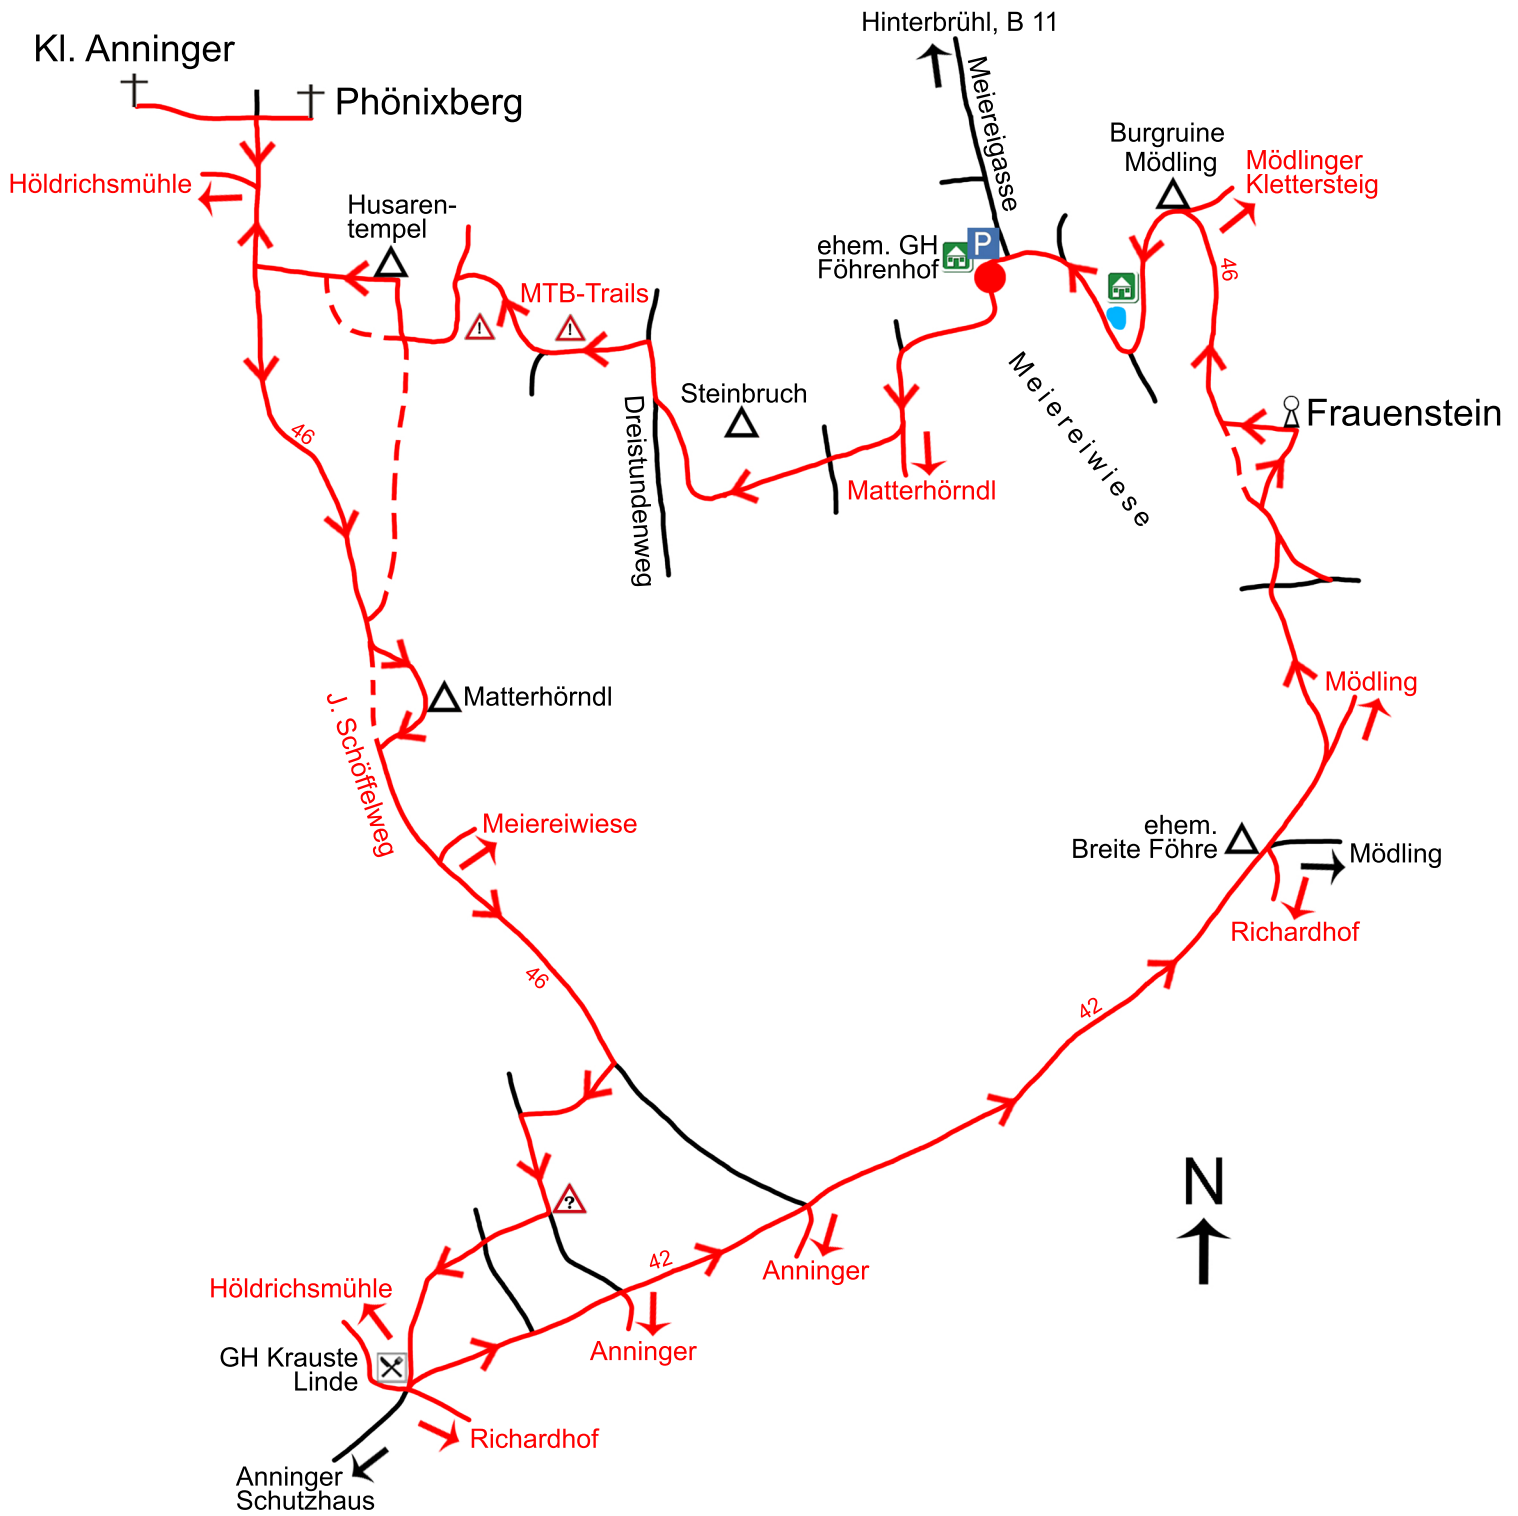 Hinterbrühl, B 11
Kl. Anninger
Phönixberg
Meiereigasse
Burgruine
Mödling
Mödlinger
Klettersteig
Höldrichsmühle
Husaren-
tempel
P
ehem. GH
Föhrenhof
46
MTB-Trails
!
!
Steinbruch
Dreistundenweg
Meiereiwiese
Frauenstein
46
Matterhörndl
Mödling
Matterhörndl
J. Schöffelweg
Meiereiwiese
ehem.
Breite Föhre
Mödling
Richardhof
46
42
N
?
42
Anninger
Höldrichsmühle
Anninger
GH Krauste
Linde
Richardhof
Anninger
Schutzhaus